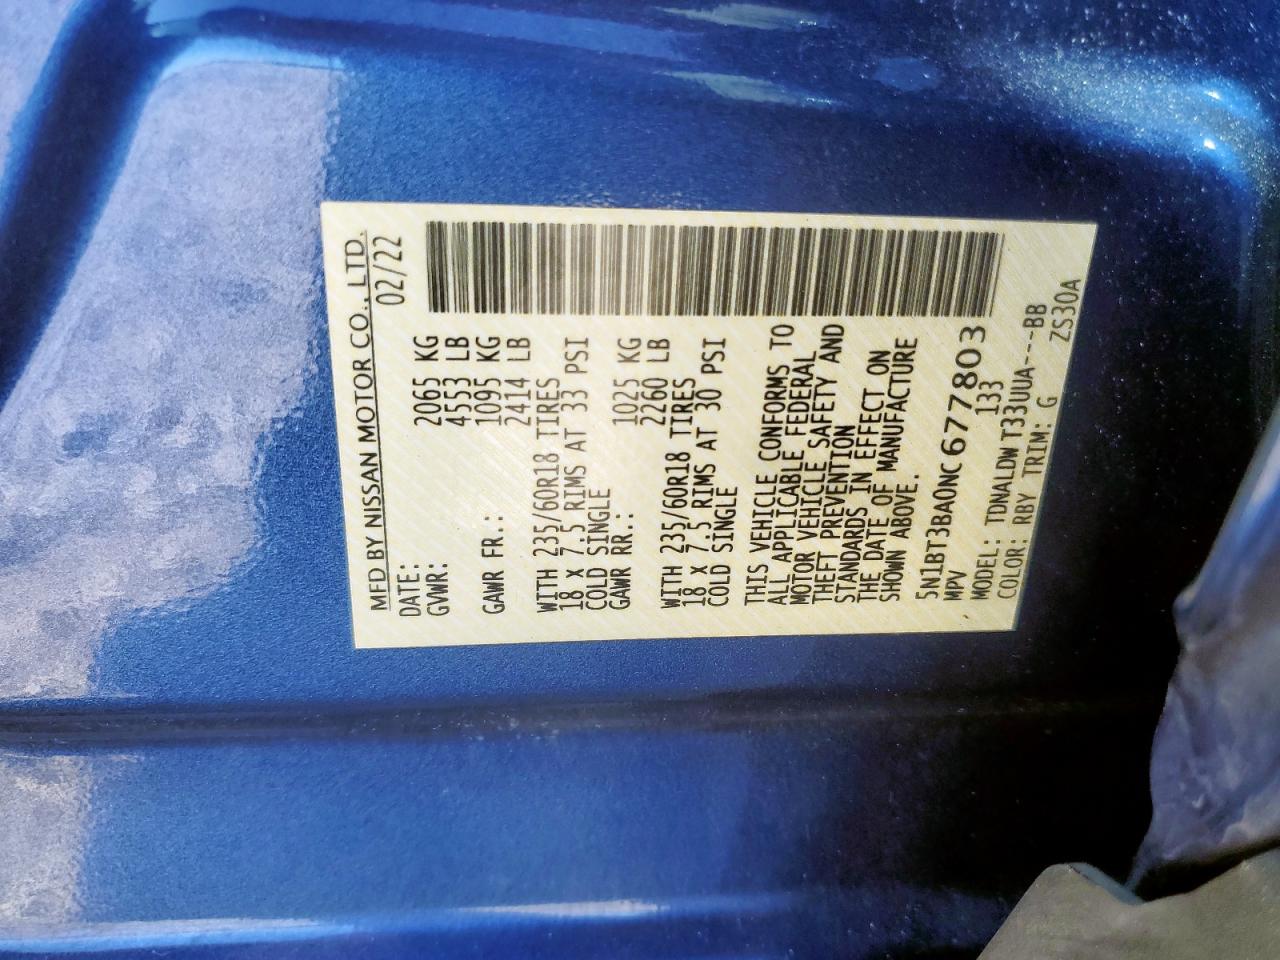 MFD BY NISSAN MOTOR CO., LTD.
DATE: 02/22
GVWR: 2065 KG
4553 LB
GAWR FR.: 1095 KG
2414 LB
WITH 235/60R18 TIRES
18 x 7.5 RIMS AT 33 PSI
COLD SINGLE
GAWR RR.: 1025 KG
2260 LB
WITH 235/60R18 TIRES
18 x 7.5 RIMS AT 30 PSI
COLD SINGLE
THIS VEHICLE CONFORMS TO
ALL APPLICABLE FEDERAL
MOTOR VEHICLE SAFETY AND
THEFT PREVENTION
STANDARDS IN EFFECT ON
THE DATE OF MANUFACTURE
SHOWN ABOVE.
5N1BT3BA0NC677803
MPV 133
MODEL: TDNALDW T33UUA---BB
COLOR: RBY TRIM: G ZS30A